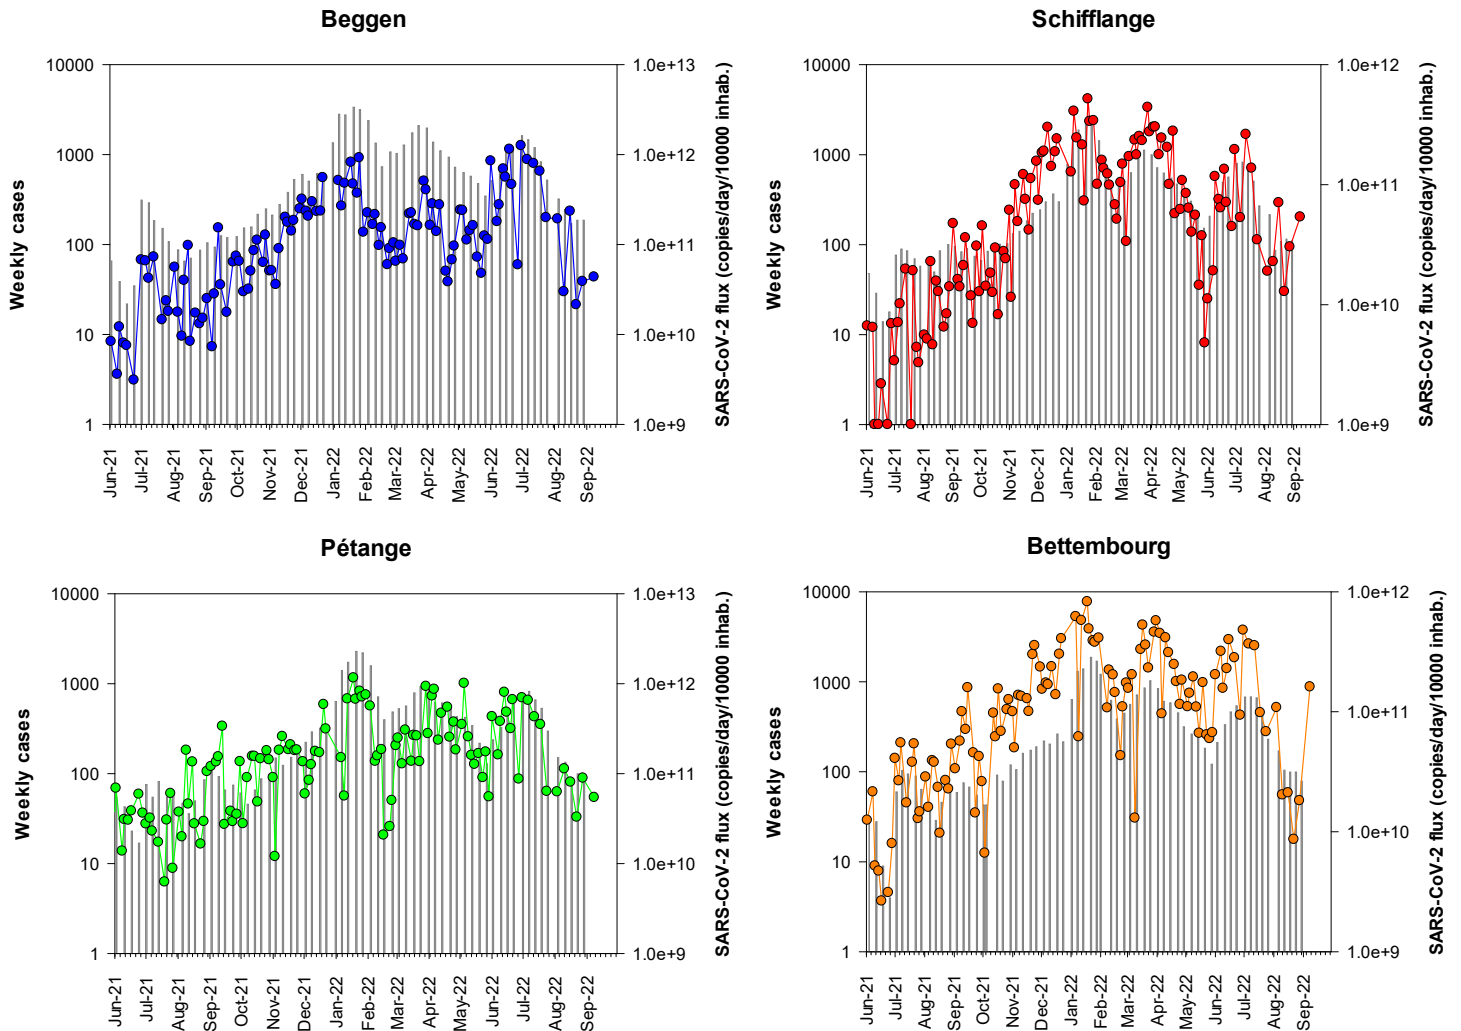 Beggen
Weekly cases
10000
1000
100
10
1
1.0e+13
1.0e+12
1.0e+11
1.0e+10
1.0e+9
SARS-CoV-2 flux (copies/day/10000 inhab.)
Jun-21
Jul-21
Aug-21
Sep-21
Oct-21
Nov-21
Dec-21
Jan-22
Feb-22
Mar-22
Apr-22
May-22
Jun-22
Jul-22
Aug-22
Sep-22
Schifflange
Weekly cases
10000
1000
100
10
1
1.0e+12
1.0e+11
1.0e+10
1.0e+9
SARS-CoV-2 flux (copies/day/10000 inhab.)
Jun-21
Jul-21
Aug-21
Sep-21
Oct-21
Nov-21
Dec-21
Jan-22
Feb-22
Mar-22
Apr-22
May-22
Jun-22
Jul-22
Aug-22
Sep-22
Pétange
Weekly cases
10000
1000
100
10
1
1.0e+13
1.0e+12
1.0e+11
1.0e+10
1.0e+9
SARS-CoV-2 flux (copies/day/10000 inhab.)
Jun-21
Jul-21
Aug-21
Sep-21
Oct-21
Nov-21
Dec-21
Jan-22
Feb-22
Mar-22
Apr-22
May-22
Jun-22
Jul-22
Aug-22
Sep-22
Bettembourg
Weekly cases
10000
1000
100
10
1
1.0e+12
1.0e+11
1.0e+10
1.0e+9
SARS-CoV-2 flux (copies/day/10000 inhab.)
Jun-21
Jul-21
Aug-21
Sep-21
Oct-21
Nov-21
Dec-21
Jan-22
Feb-22
Mar-22
Apr-22
May-22
Jun-22
Jul-22
Aug-22
Sep-22